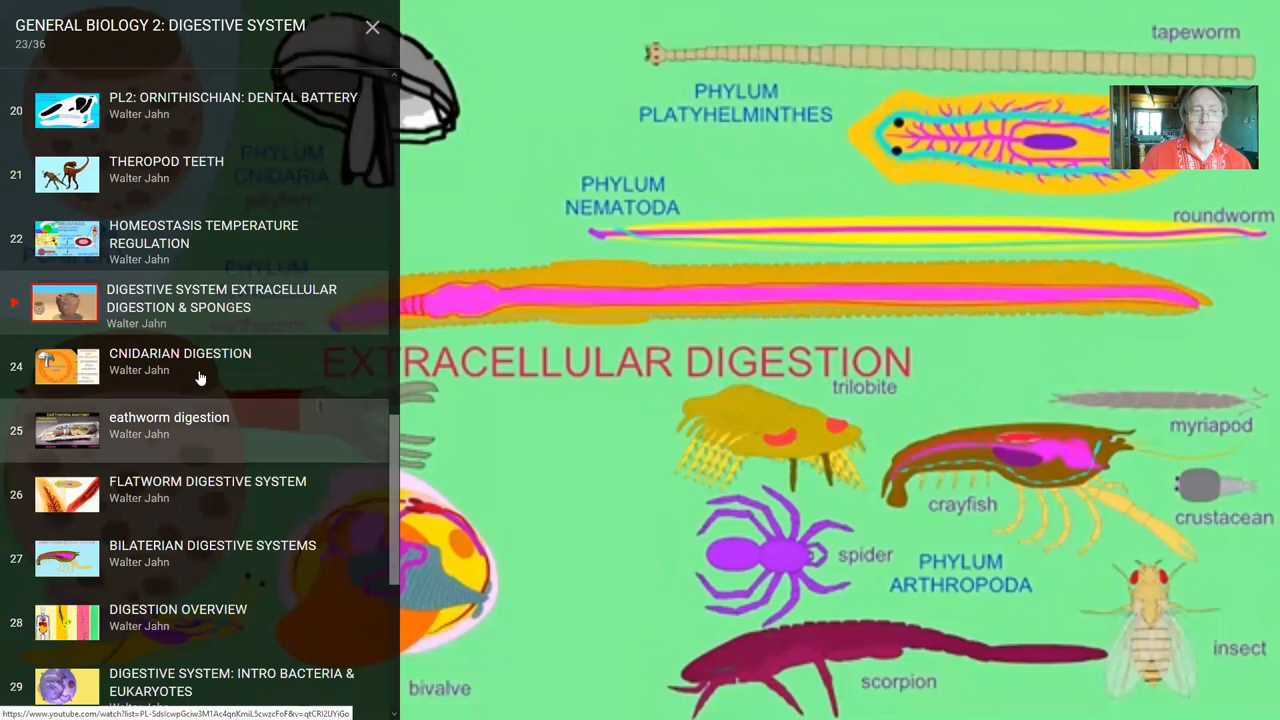 GENERAL BIOLOGY 2: DIGESTIVE SYSTEM
23/36
20
PL2: ORNITHISCHIAN: DENTAL BATTERY
Walter Jahn
21
THEROPOD TEETH
Walter Jahn
22
HOMEOSTASIS TEMPERATURE
REGULATION
Walter Jahn
DIGESTIVE SYSTEM EXTRACELLULAR
DIGESTION & SPONGES
Walter Jahn
24
CNIDARIAN DIGESTION
Walter Jahn
25
eathworm digestion
Walter Jahn
26
FLATWORM DIGESTIVE SYSTEM
Walter Jahn
27
BILATERIAN DIGESTIVE SYSTEMS
Walter Jahn
28
DIGESTION OVERVIEW
Walter Jahn
29
DIGESTIVE SYSTEM: INTRO BACTERIA &
EUKARYOTES
PHYLUM
CNIDARIA
jellyfish
PHYLUM
tapeworm
PHYLUM
PLATYHELMINTHES
PHYLUM
NEMATODA
roundworm
EXTRACELLULAR DIGESTION
trilobite
myriapod
crayfish
crustacean
spider
PHYLUM
ARTHROPODA
insect
scorpion
bivalve